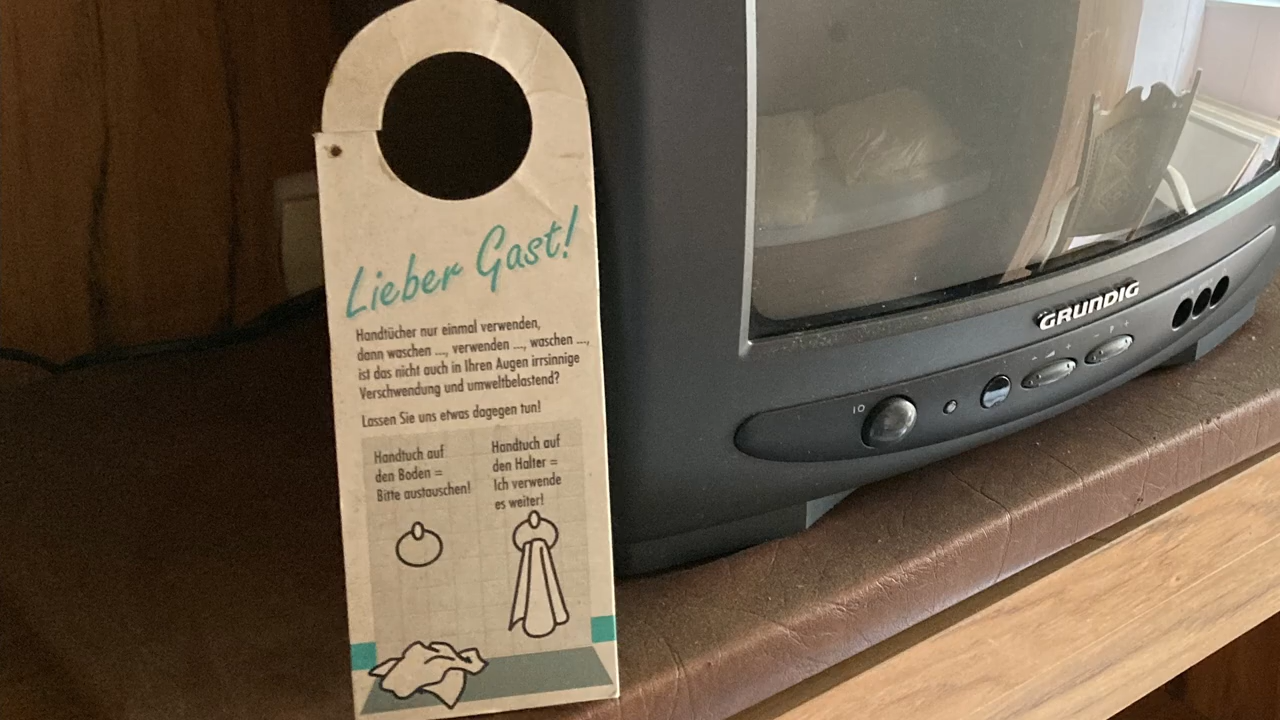 Lieber Gast!
Handtücher nur einmal verwenden,
dann waschen ..., verwenden ..., waschen ...,
ist das nicht auch in Ihren Augen irrsinnige
Verschwendung und umweltbelastend?
Lassen Sie uns etwas dagegen tun!
Handtuch auf
den Boden =
Bitte austauschen!
Handtuch auf
den Halter =
Ich verwende
es weiter!
GRUNDIG
IO
- +
- P +